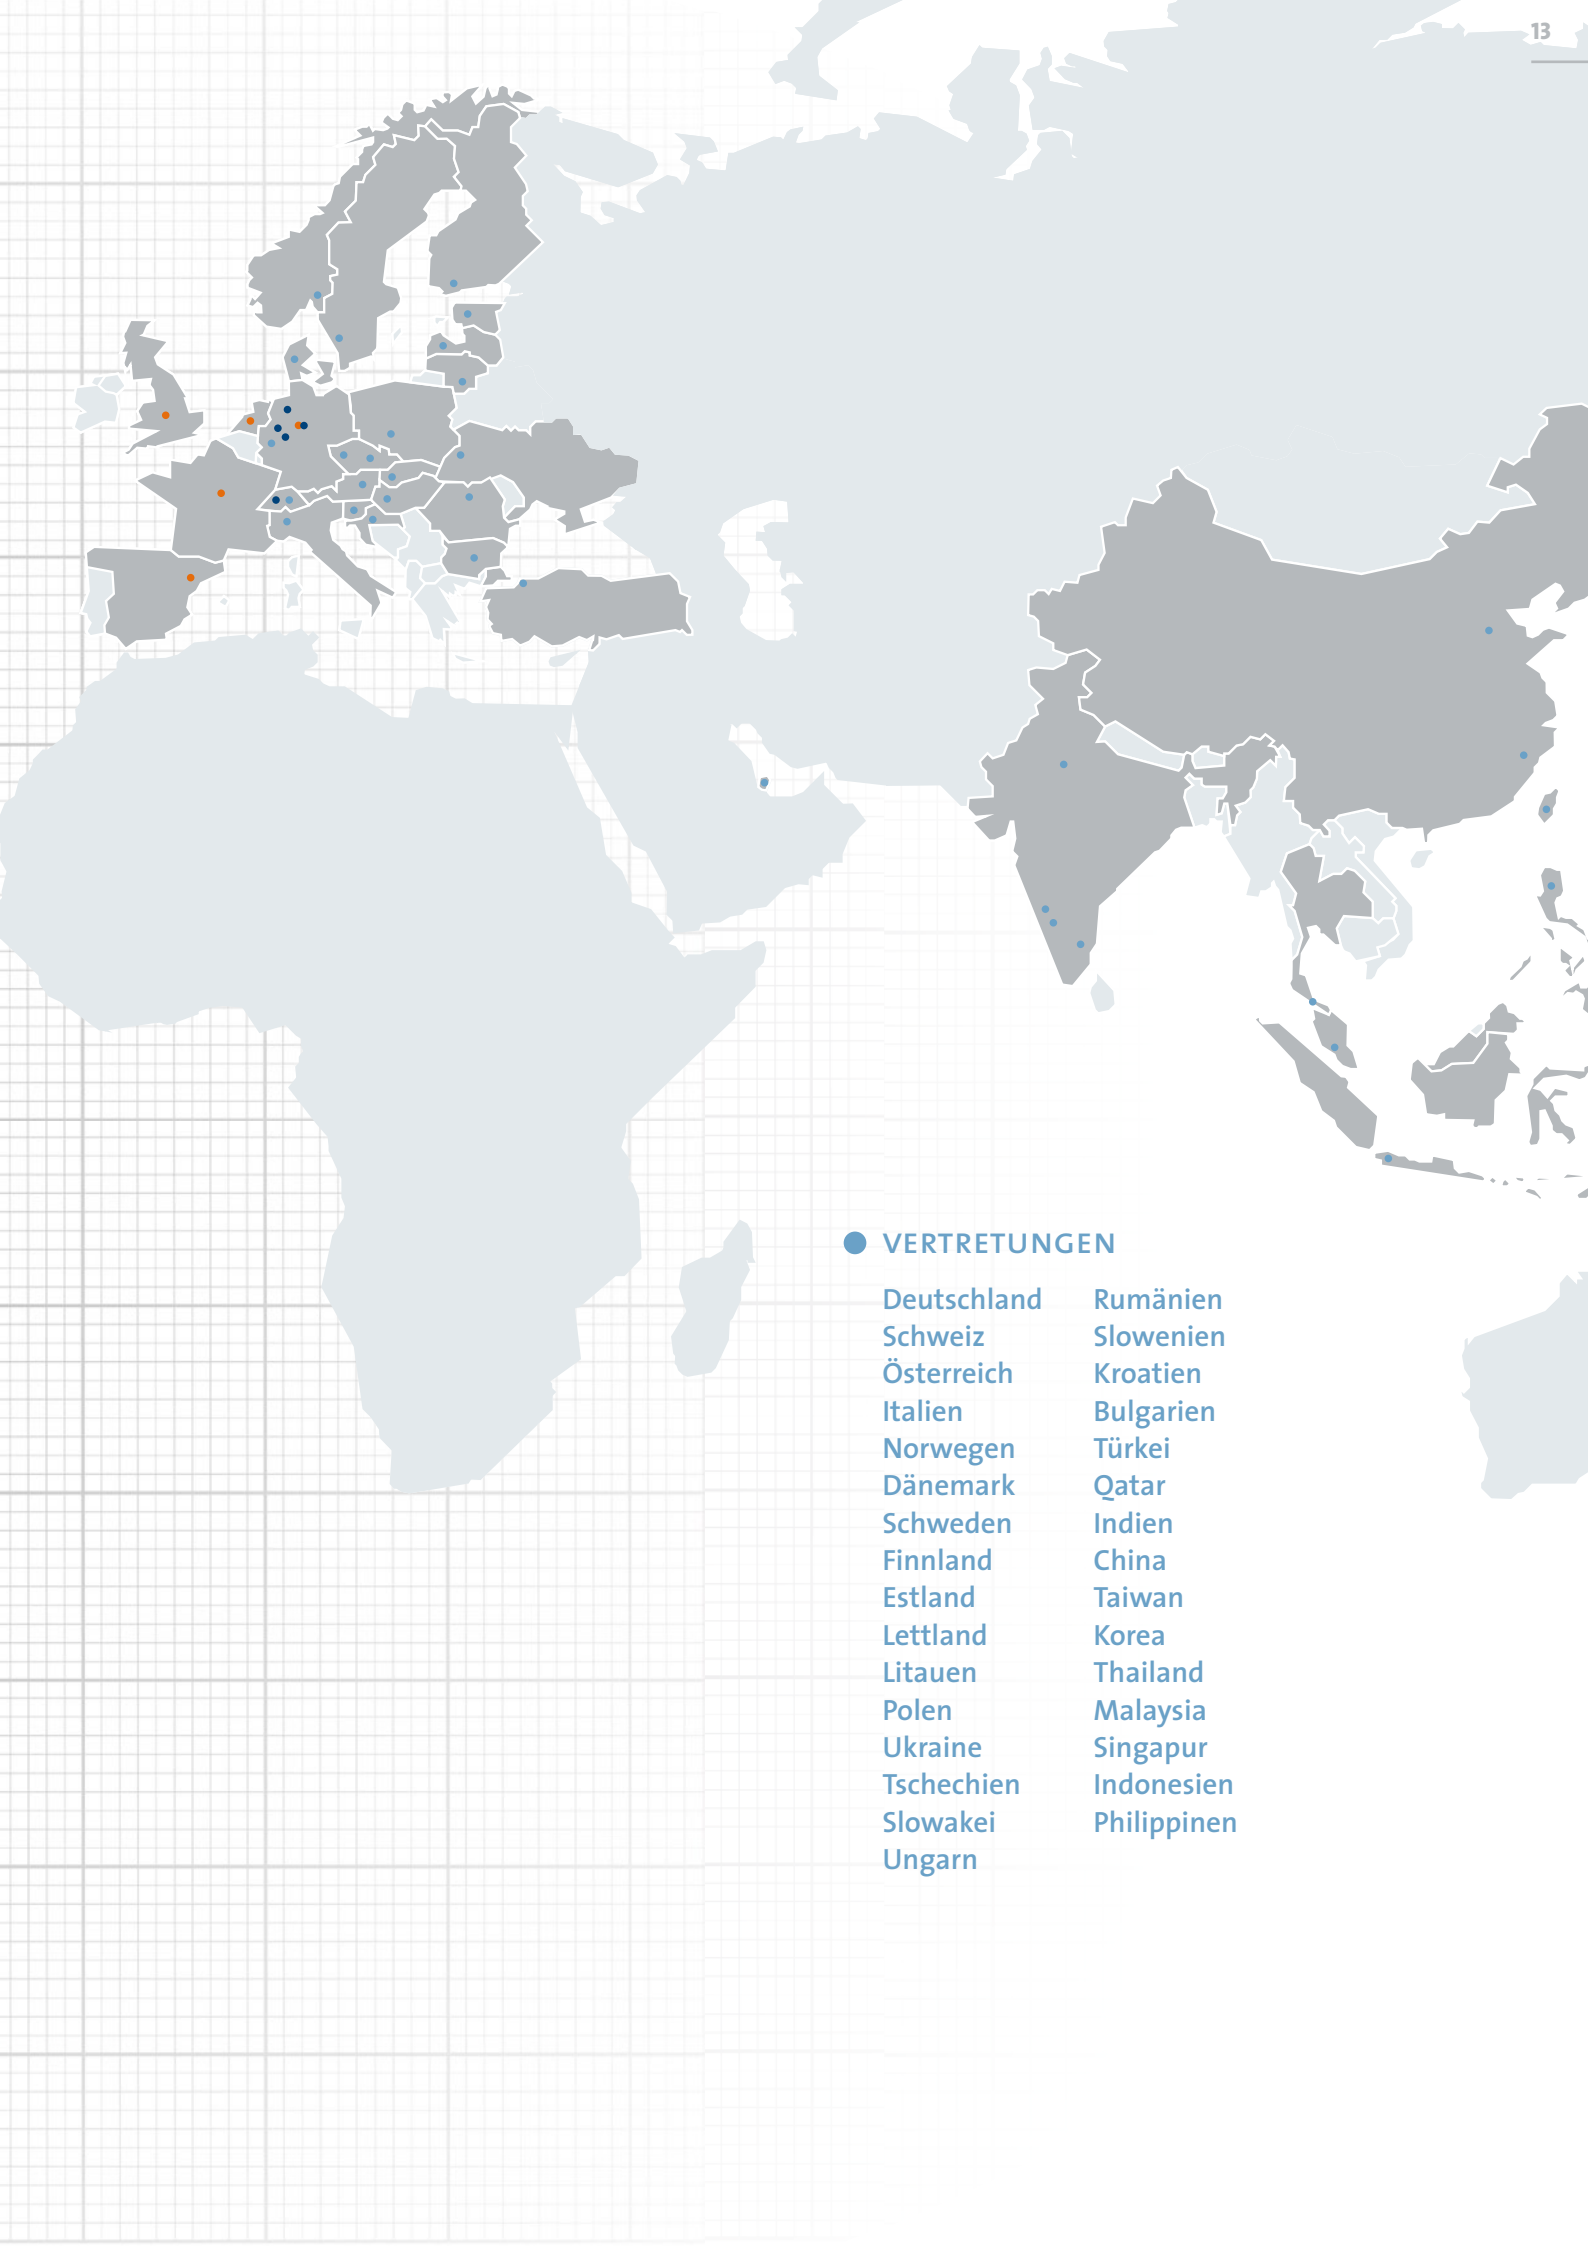 13
VERTRETUNGEN
Deutschland
Schweiz
Österreich
Italien
Norwegen
Dänemark
Schweden
Finnland
Estland
Lettland
Litauen
Polen
Ukraine
Tschechien
Slowakei
Ungarn
Rumänien
Slowenien
Kroatien
Bulgarien
Türkei
Qatar
Indien
China
Taiwan
Korea
Thailand
Malaysia
Singapur
Indonesien
Philippinen